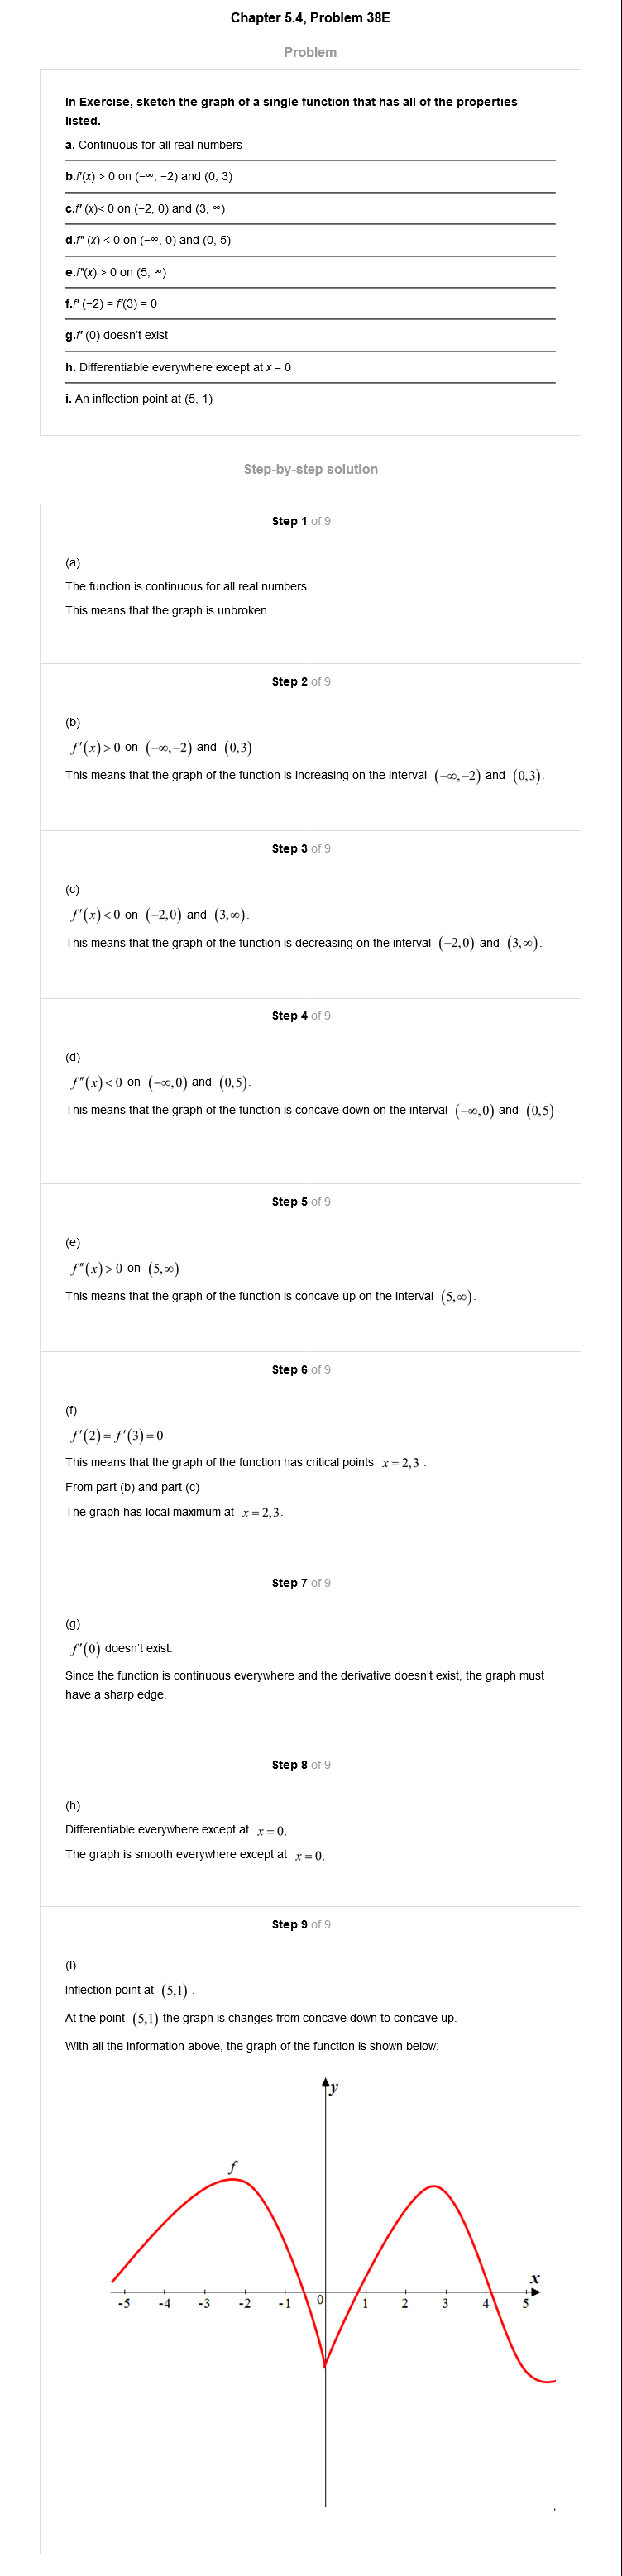 Chapter 5.4, Problem 38E
Problem
In Exercise, sketch the graph of a single function that has all of the properties
listed.
a. Continuous for all real numbers
b.f'(x) > 0 on (−∞, −2) and (0, 3)
c.f' (x)< 0 on (−2, 0) and (3, ∞)
d.f" (x) < 0 on (−∞, 0) and (0, 5)
e.f"(x) > 0 on (5, ∞)
f.f' (−2) = f'(3) = 0
g.f' (0) doesn't exist
h. Differentiable everywhere except at x = 0
i. An inflection point at (5, 1)
Step-by-step solution
Step 1 of 9
(a)
The function is continuous for all real numbers.
This means that the graph is unbroken.
Step 2 of 9
(b)
f'(x)>0 on (−∞,−2) and (0,3)
This means that the graph of the function is increasing on the interval (−∞,−2) and (0,3).
Step 3 of 9
(c)
f'(x)<0 on (−2,0) and (3,∞).
This means that the graph of the function is decreasing on the interval (−2,0) and (3,∞).
Step 4 of 9
(d)
f"(x)<0 on (−∞,0) and (0,5).
This means that the graph of the function is concave down on the interval (−∞,0) and (0,5)
.
Step 5 of 9
(e)
f"(x)>0 on (5,∞)
This means that the graph of the function is concave up on the interval (5,∞).
Step 6 of 9
(f)
f'(2)=f'(3)=0
This means that the graph of the function has critical points x=2,3 .
From part (b) and part (c)
The graph has local maximum at x=2,3.
Step 7 of 9
(g)
f'(0) doesn't exist.
Since the function is continuous everywhere and the derivative doesn't exist, the graph must
have a sharp edge.
Step 8 of 9
(h)
Differentiable everywhere except at x=0.
The graph is smooth everywhere except at x=0.
Step 9 of 9
(i)
Inflection point at (5,1) .
At the point (5,1) the graph is changes from concave down to concave up.
With all the information above, the graph of the function is shown below:
y
f
x
-5 -4 -3 -2 -1 0 1 2 3 4 5